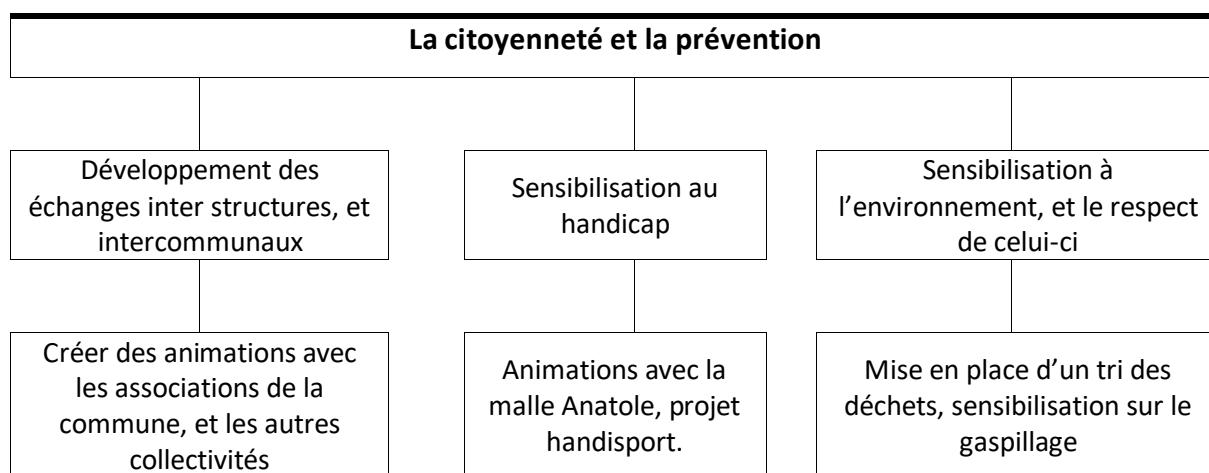 La citoyenneté et la prévention
Développement des
échanges inter structures, et
intercommunaux
Sensibilisation au
handicap
Sensibilisation à
l’environnement, et le respect
de celui-ci
Créer des animations avec
les associations de la
commune, et les autres
collectivités
Animations avec la
malle Anatole, projet
handisport.
Mise en place d’un tri des
déchets, sensibilisation sur le
gaspillage